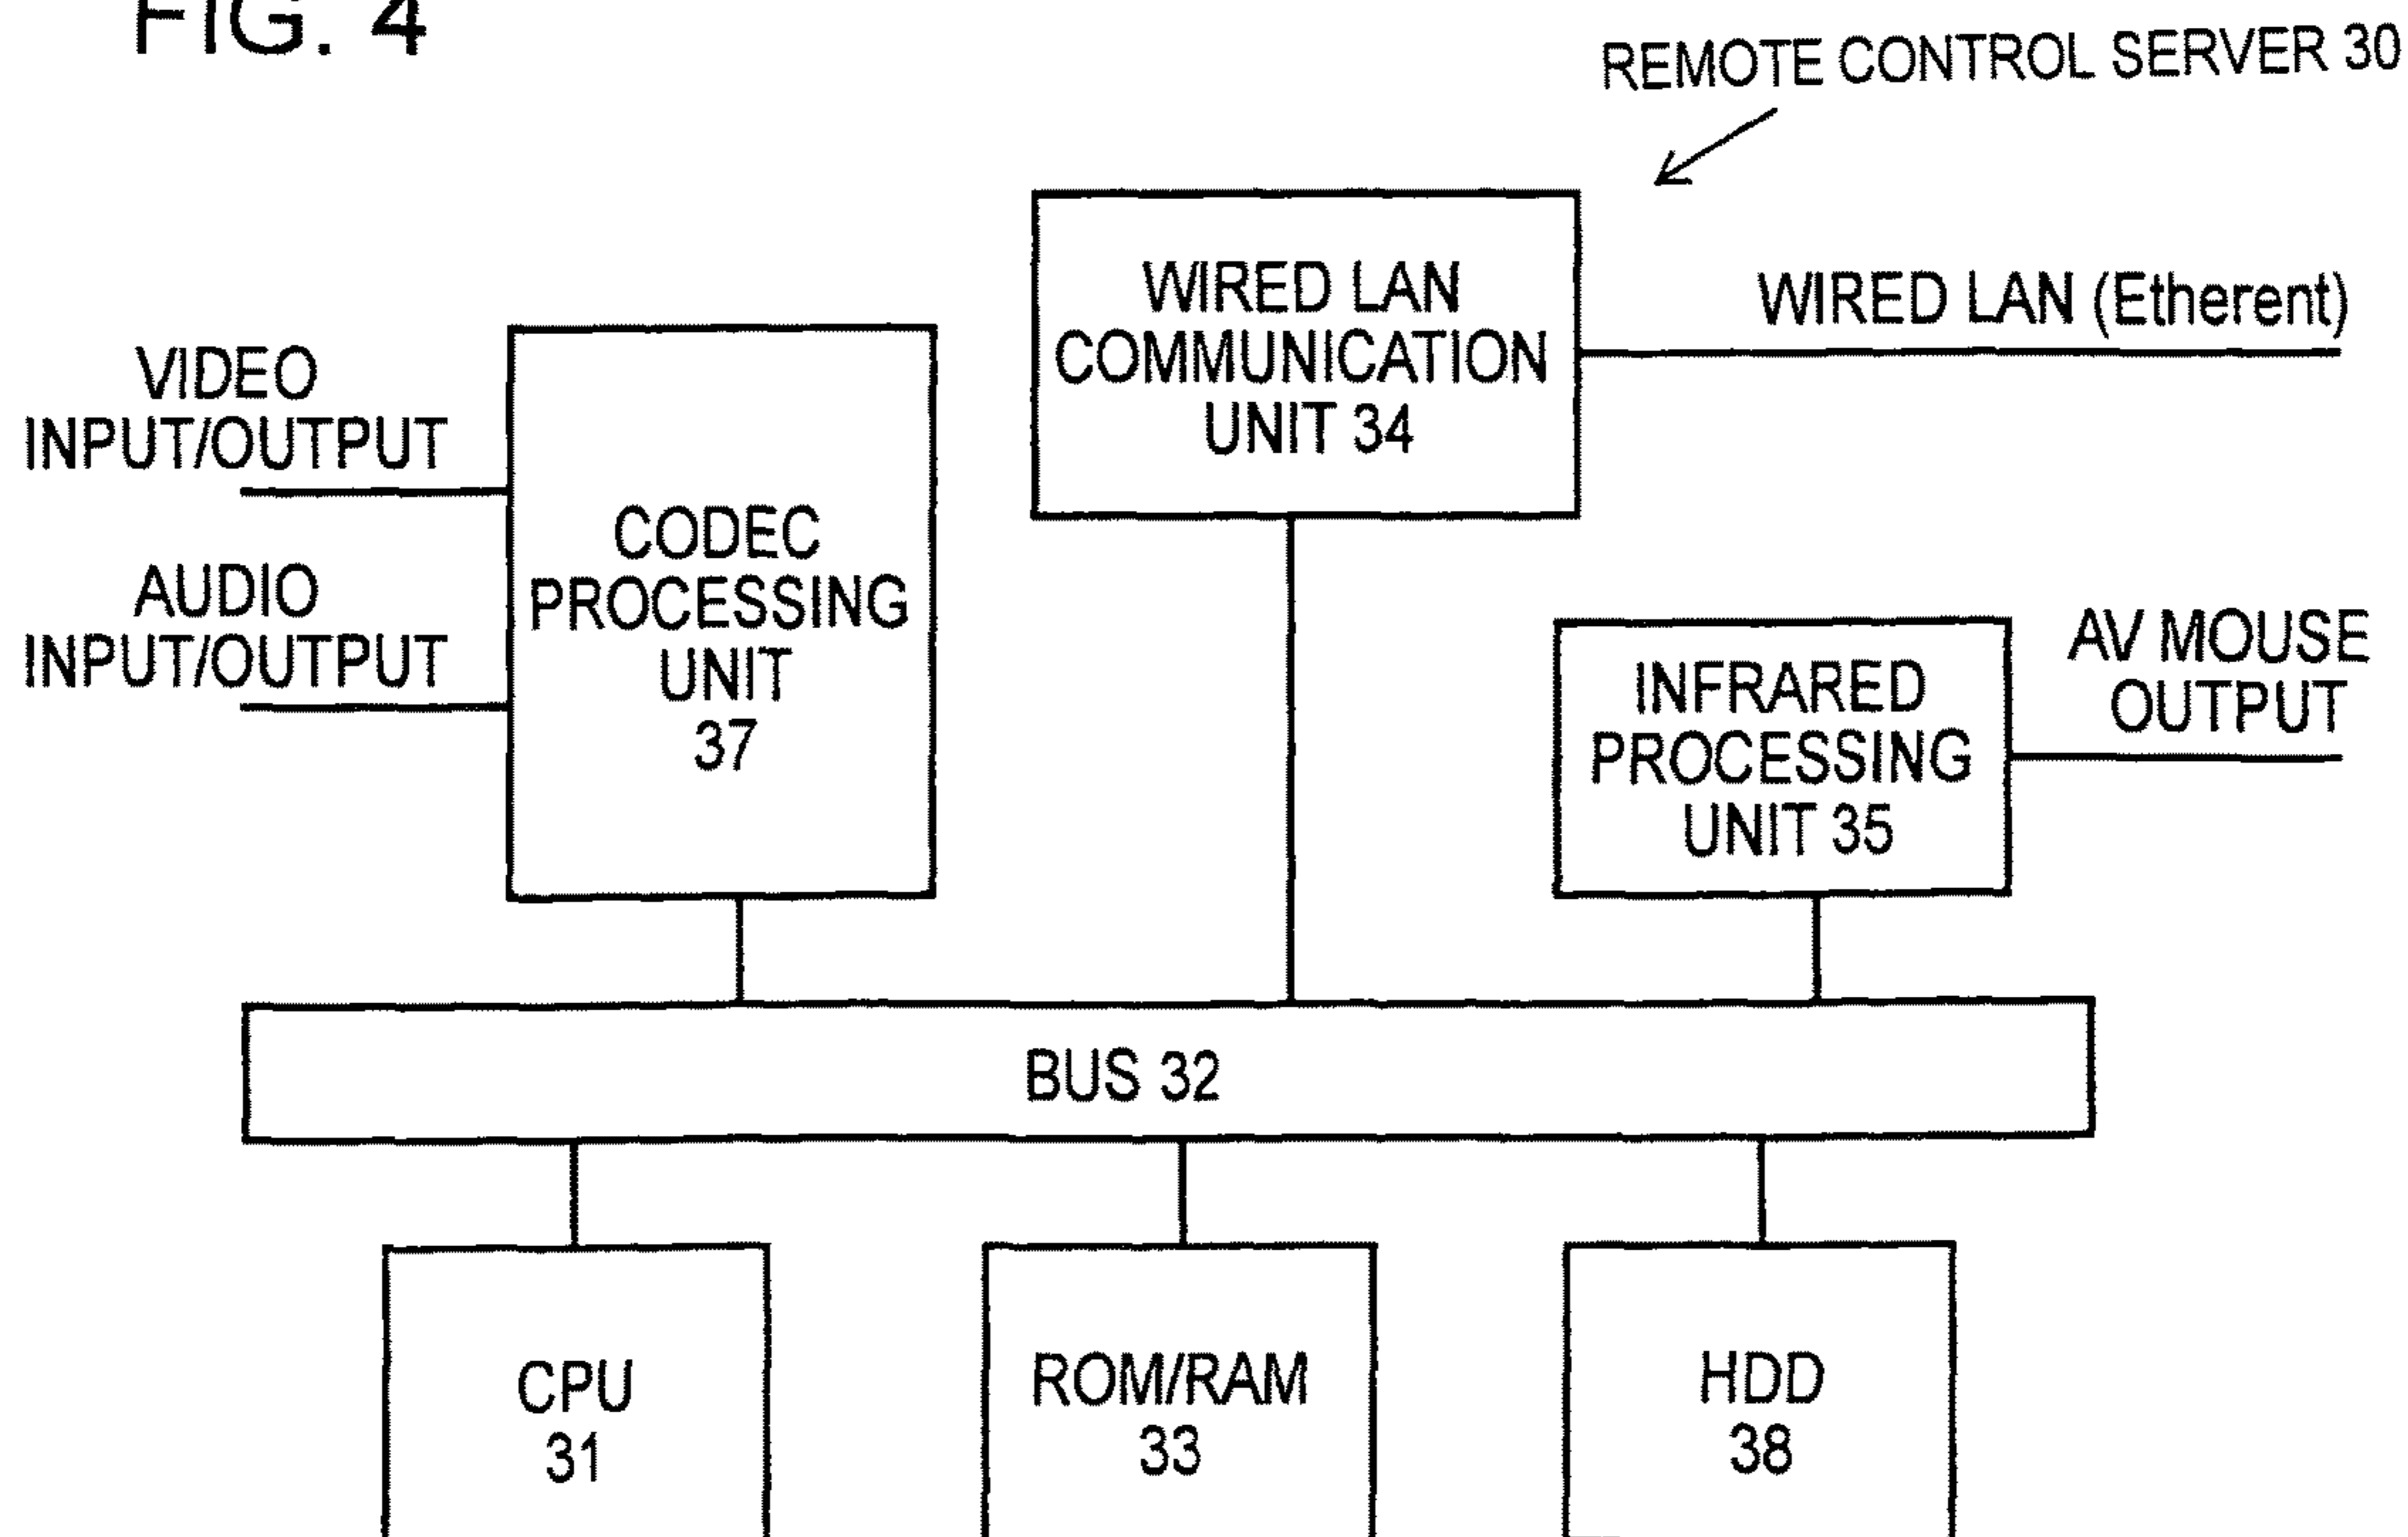 FIG. 4
REMOTE CONTROL SERVER 30
WIRED LAN
COMMUNICATION
UNIT 34
WIRED LAN (Etherent)
VIDEO
INPUT/OUTPUT
AUDIO
INPUT/OUTPUT
CODEC
PROCESSING
UNIT
37
INFRARED
PROCESSING
UNIT 35
AV MOUSE
OUTPUT
BUS 32
CPU
31
ROM/RAM
33
HDD
38